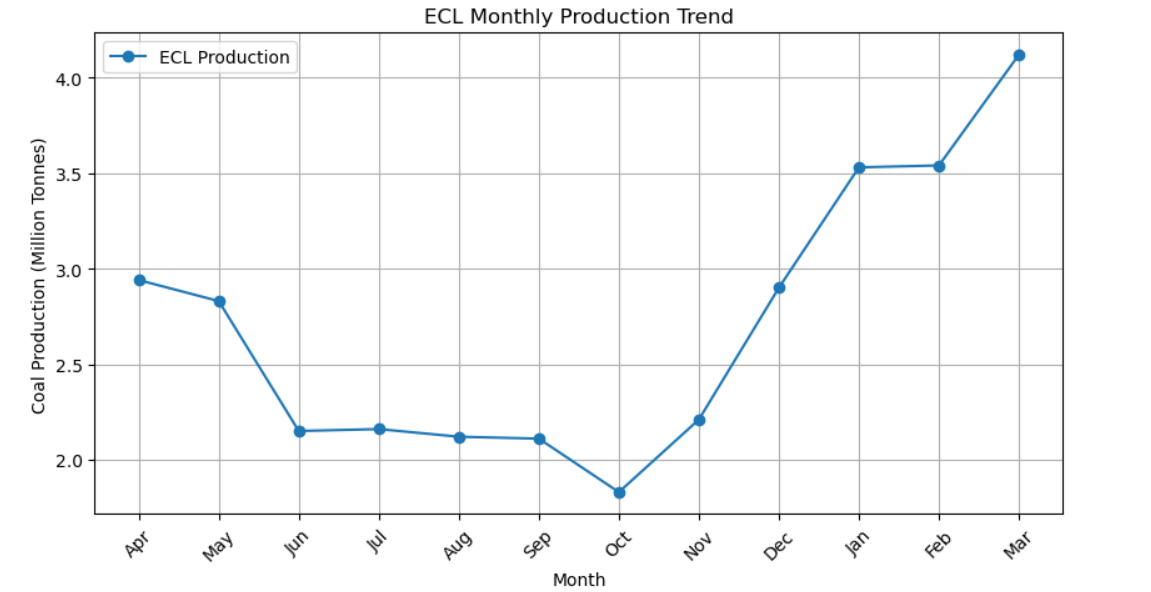 ECL Monthly Production Trend
ECL Production
Coal Production (Million Tonnes)
4.0
3.5
3.0
2.5
2.0
Apr May Jun Jul Aug Sep Oct Nov Dec Jan Feb Mar
Month